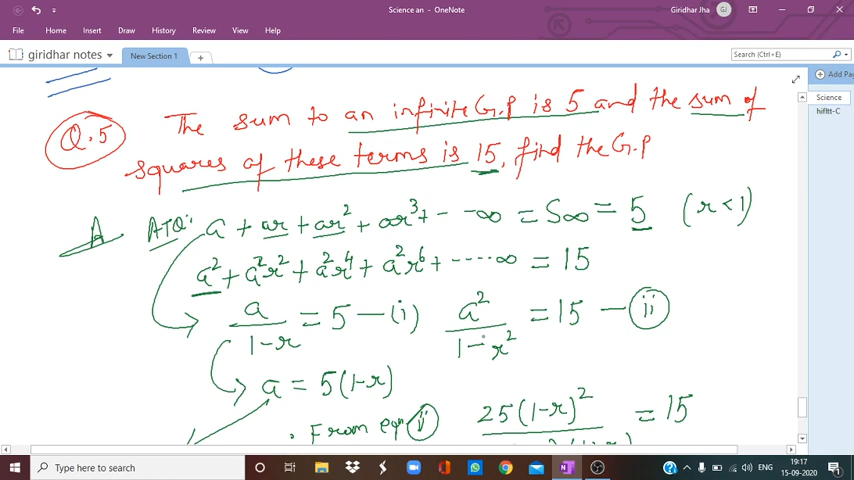 Science an - OneNote
Giridhar Jha GJ
File Home Insert Draw History Review View Help
giridhar notes New Section 1 + Search (Ctrl+E)
Add Pag
Science
hifltt-C
Q.5 The sum to an infinite G.P is 5 and the sum of
squares of these terms is 15, find the G.P
A ATQ: a + ar + ar² + ar³ + - - ∞ = S∞ = 5 (r < 1)
a² + a²r² + a²r⁴ + a²r⁶ + ----- ∞ = 15
a/1-r = 5 — (i) a²/1-r² = 15 — (ii)
a = 5(1-r)
From eqn (ii) 25(1-r)² = 15
Type here to search
ENG
19:17
15-09-2020